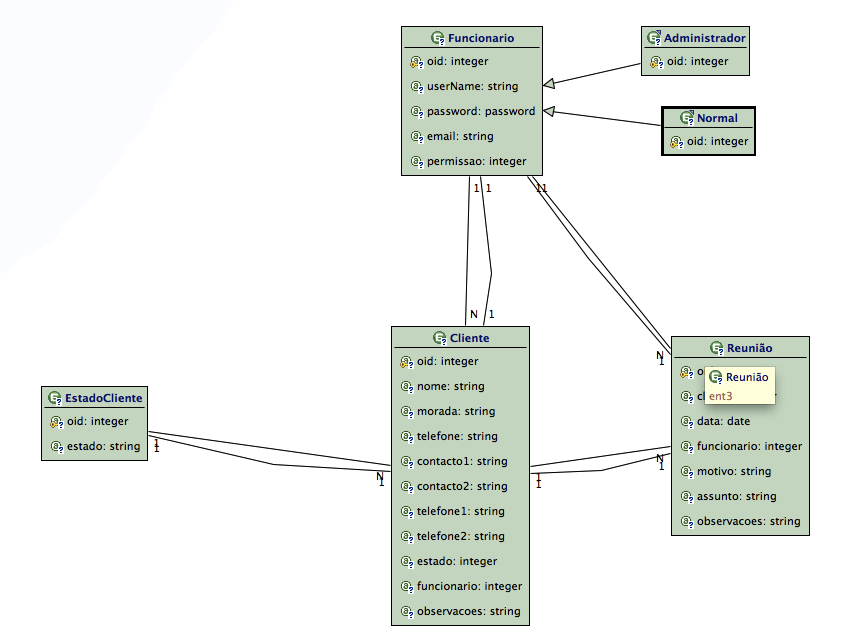 Funcionario
oid: integer
userName: string
password: password
email: string
permissao: integer
Administrador
oid: integer
Normal
oid: integer
1 1
11
N 1
Cliente
oid: integer
nome: string
morada: string
telefone: string
contacto1: string
contacto2: string
telefone1: string
telefone2: string
estado: integer
funcionario: integer
observacoes: string
EstadoCliente
oid: integer
estado: string
1
1
N
1
1
1
N
1
N
1
Reunião
Reunião
ent3
data: date
funcionario: integer
motivo: string
assunto: string
observacoes: string